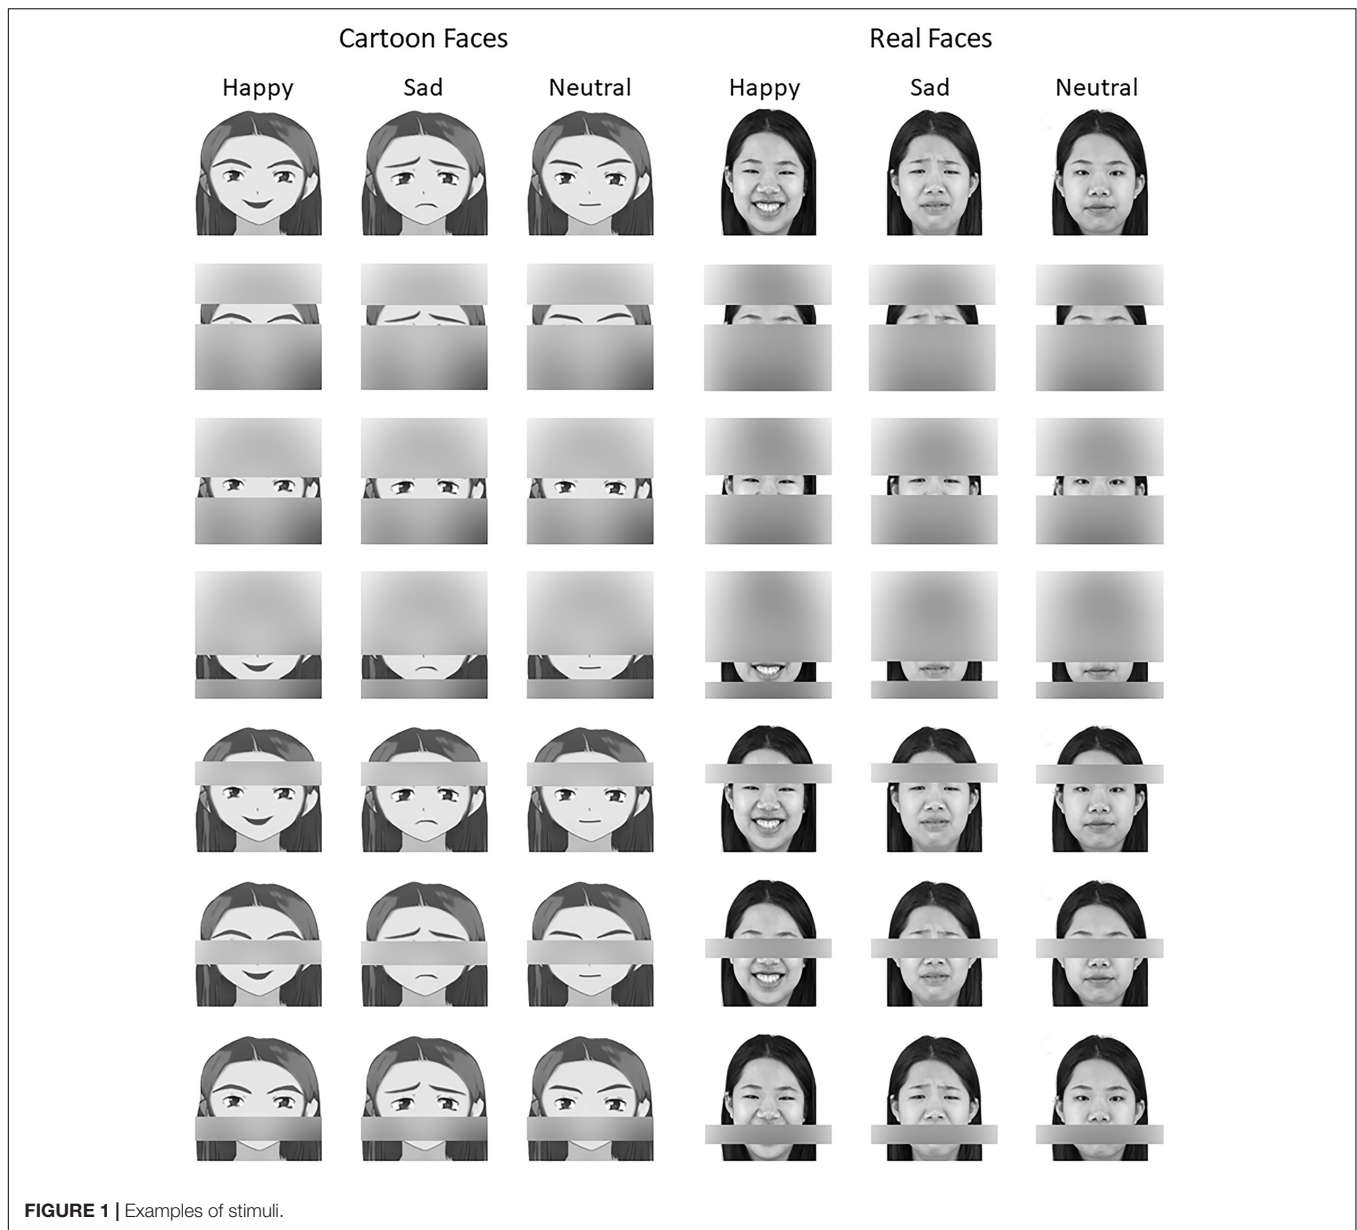 Cartoon Faces Real Faces
Happy Sad Neutral Happy Sad Neutral
FIGURE 1 | Examples of stimuli.